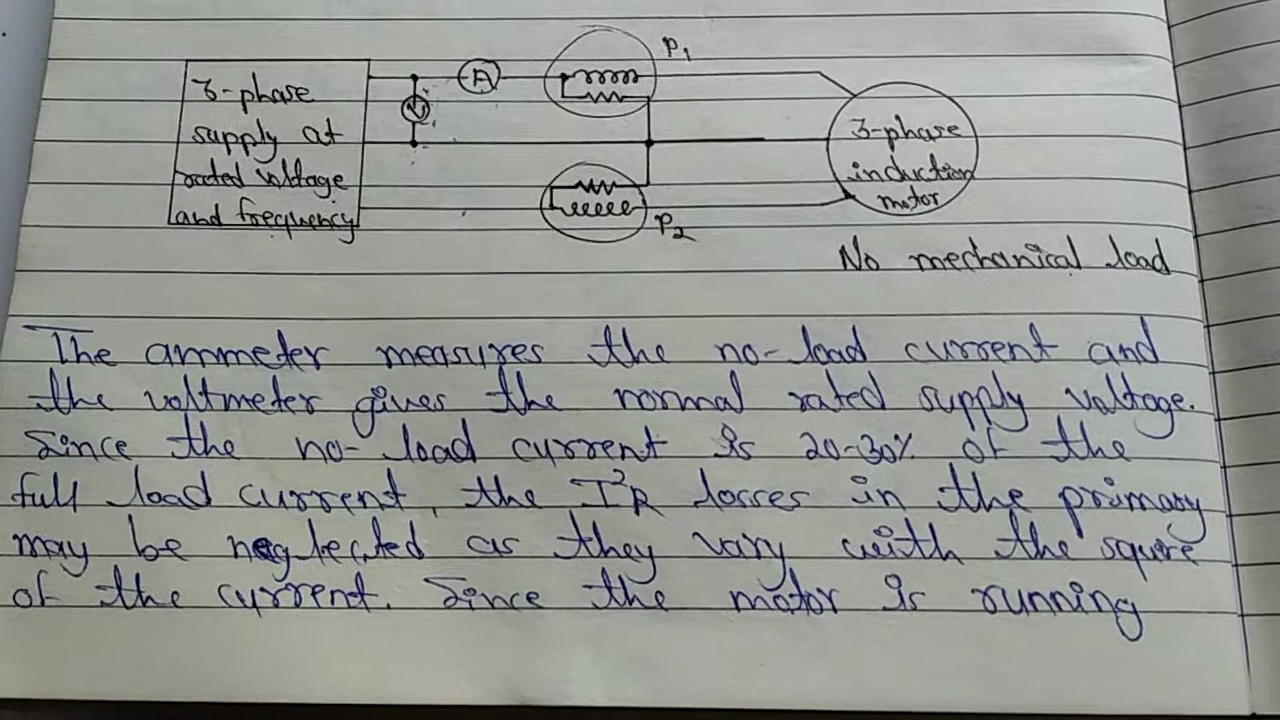 P1
A
V
3-phase
supply at
rated voltage
and frequency
3-phase
induction
motor
P2
No mechanical load
The ammeter measures the no-load current and
the voltmeter gives the normal rated supply voltage.
Since the no-load current is 20-30% of the
full load current, the I²R losses in the primary
may be neglected as they vary with the squre
of the current. Since the motor is running